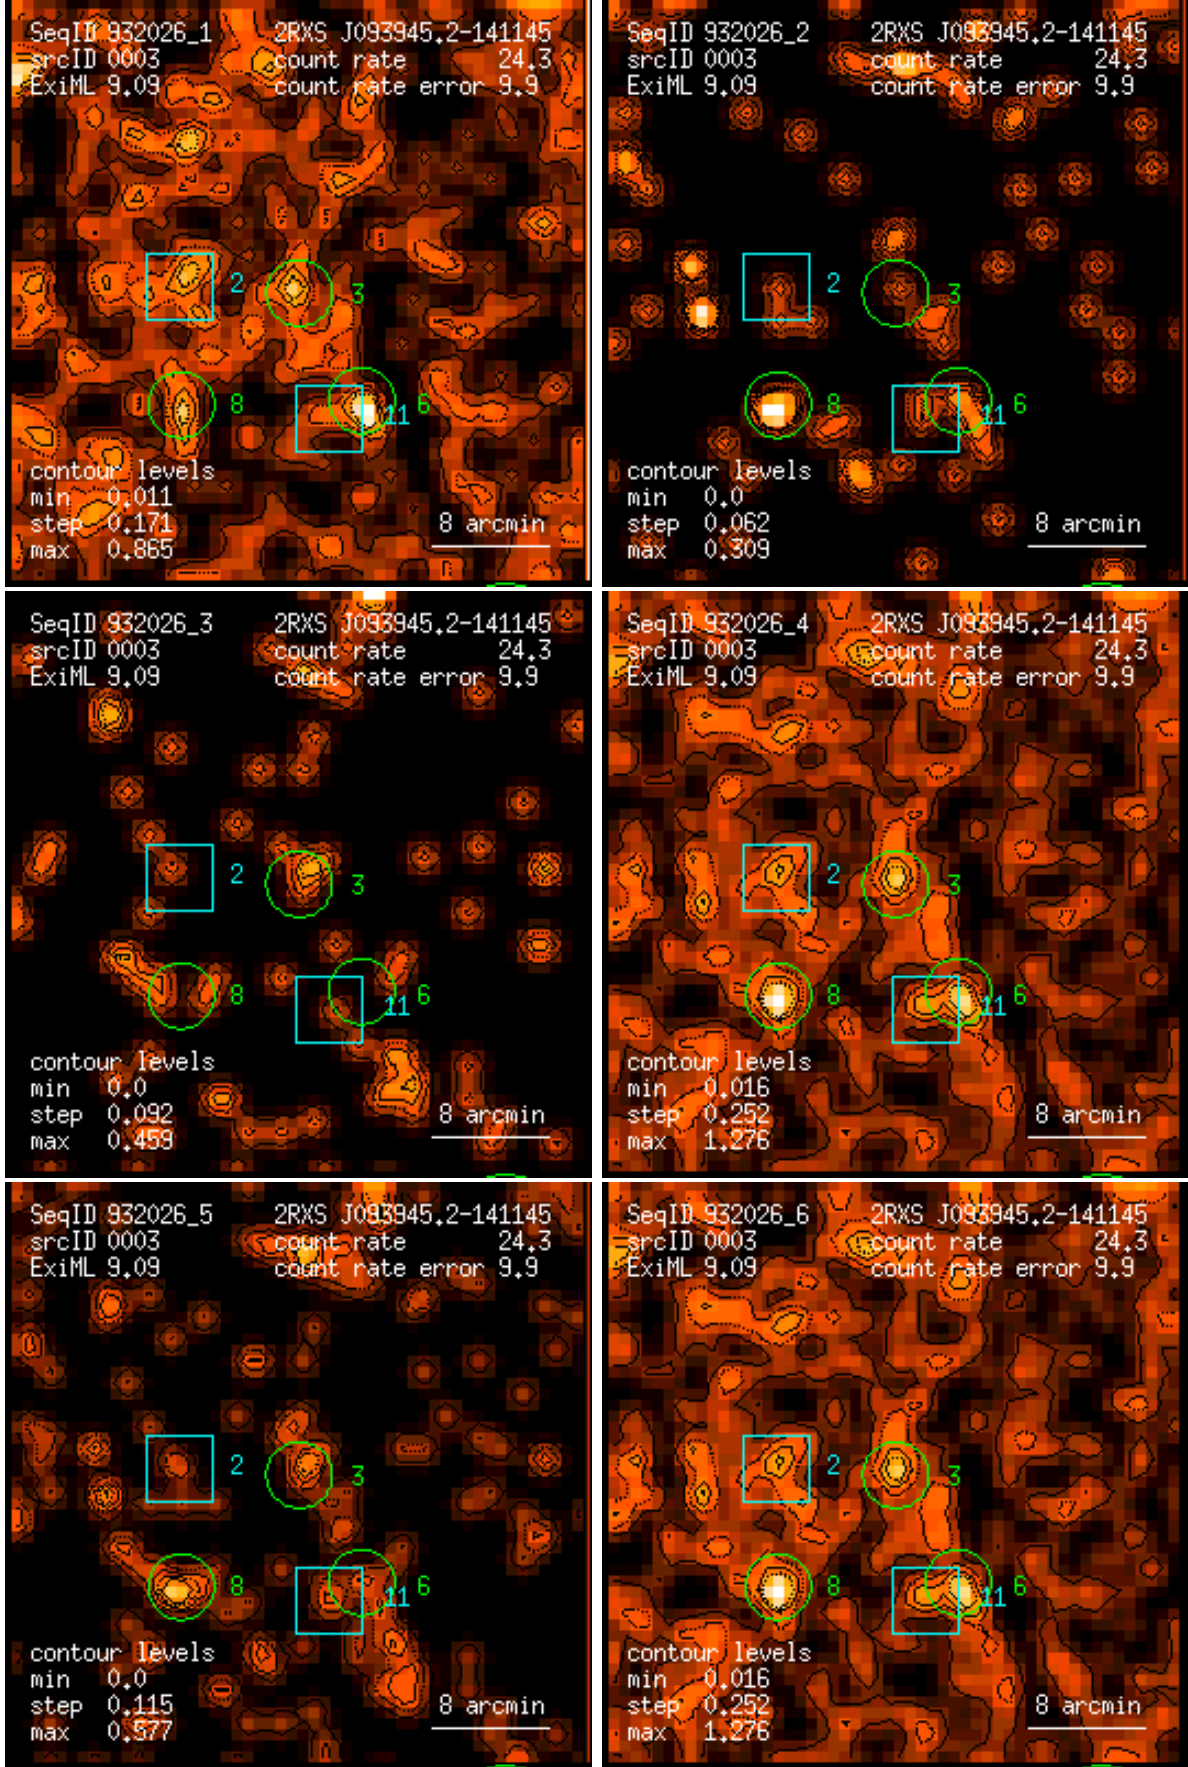 SeqID 932026_1 2RXS J093945.2-141145
srcID 0003 count rate 24.3
ExiML 9.09 count rate error 9.9
2
3
8
11 6
contour levels
min 0.011
step 0.171
max 0.865
8 arcmin
SeqID 932026_2 2RXS J093945.2-141145
srcID 0003 count rate 24.3
ExiML 9.09 count rate error 9.9
2
3
8
11 6
contour levels
min 0.0
step 0.062
max 0.309
8 arcmin
SeqID 932026_3 2RXS J093945.2-141145
srcID 0003 count rate 24.3
ExiML 9.09 count rate error 9.9
2
3
8
11 6
contour levels
min 0.0
step 0.092
max 0.459
8 arcmin
SeqID 932026_4 2RXS J093945.2-141145
srcID 0003 count rate 24.3
ExiML 9.09 count rate error 9.9
2
3
8
11 6
contour levels
min 0.016
step 0.252
max 1.276
8 arcmin
SeqID 932026_5 2RXS J093945.2-141145
srcID 0003 count rate 24.3
ExiML 9.09 count rate error 9.9
2
3
8
11 6
contour levels
min 0.0
step 0.115
max 0.577
8 arcmin
SeqID 932026_6 2RXS J093945.2-141145
srcID 0003 count rate 24.3
ExiML 9.09 count rate error 9.9
2
3
8
11 6
contour levels
min 0.016
step 0.252
max 1.276
8 arcmin